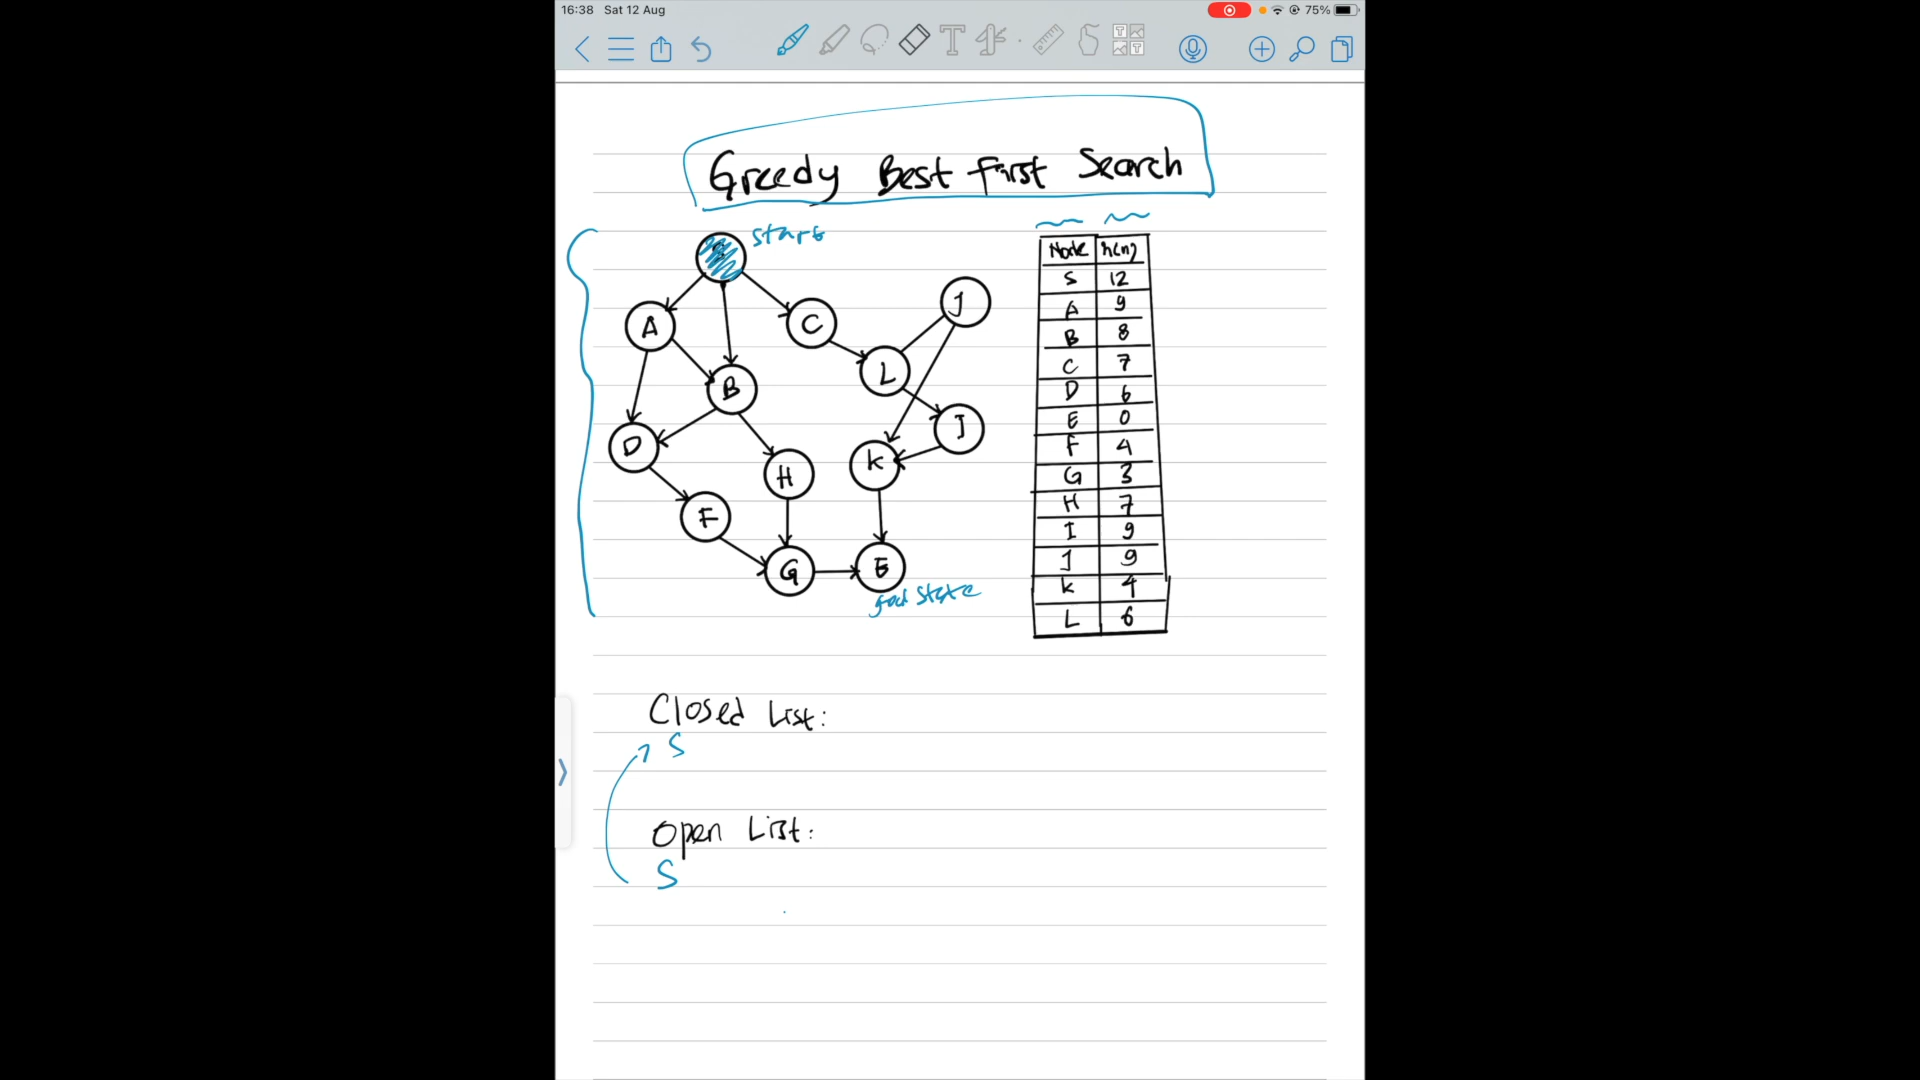 16:38 Sat 12 Aug
75%
Greedy Best First Search
start
A
B
C
J
L
D
H
K
I
F
G
E
goal state
Node h(n)
S 12
A 9
B 8
C 7
D 6
E 0
F 4
G 3
H 7
I 9
J 9
K 4
L 6
Closed List:
S
Open List:
S